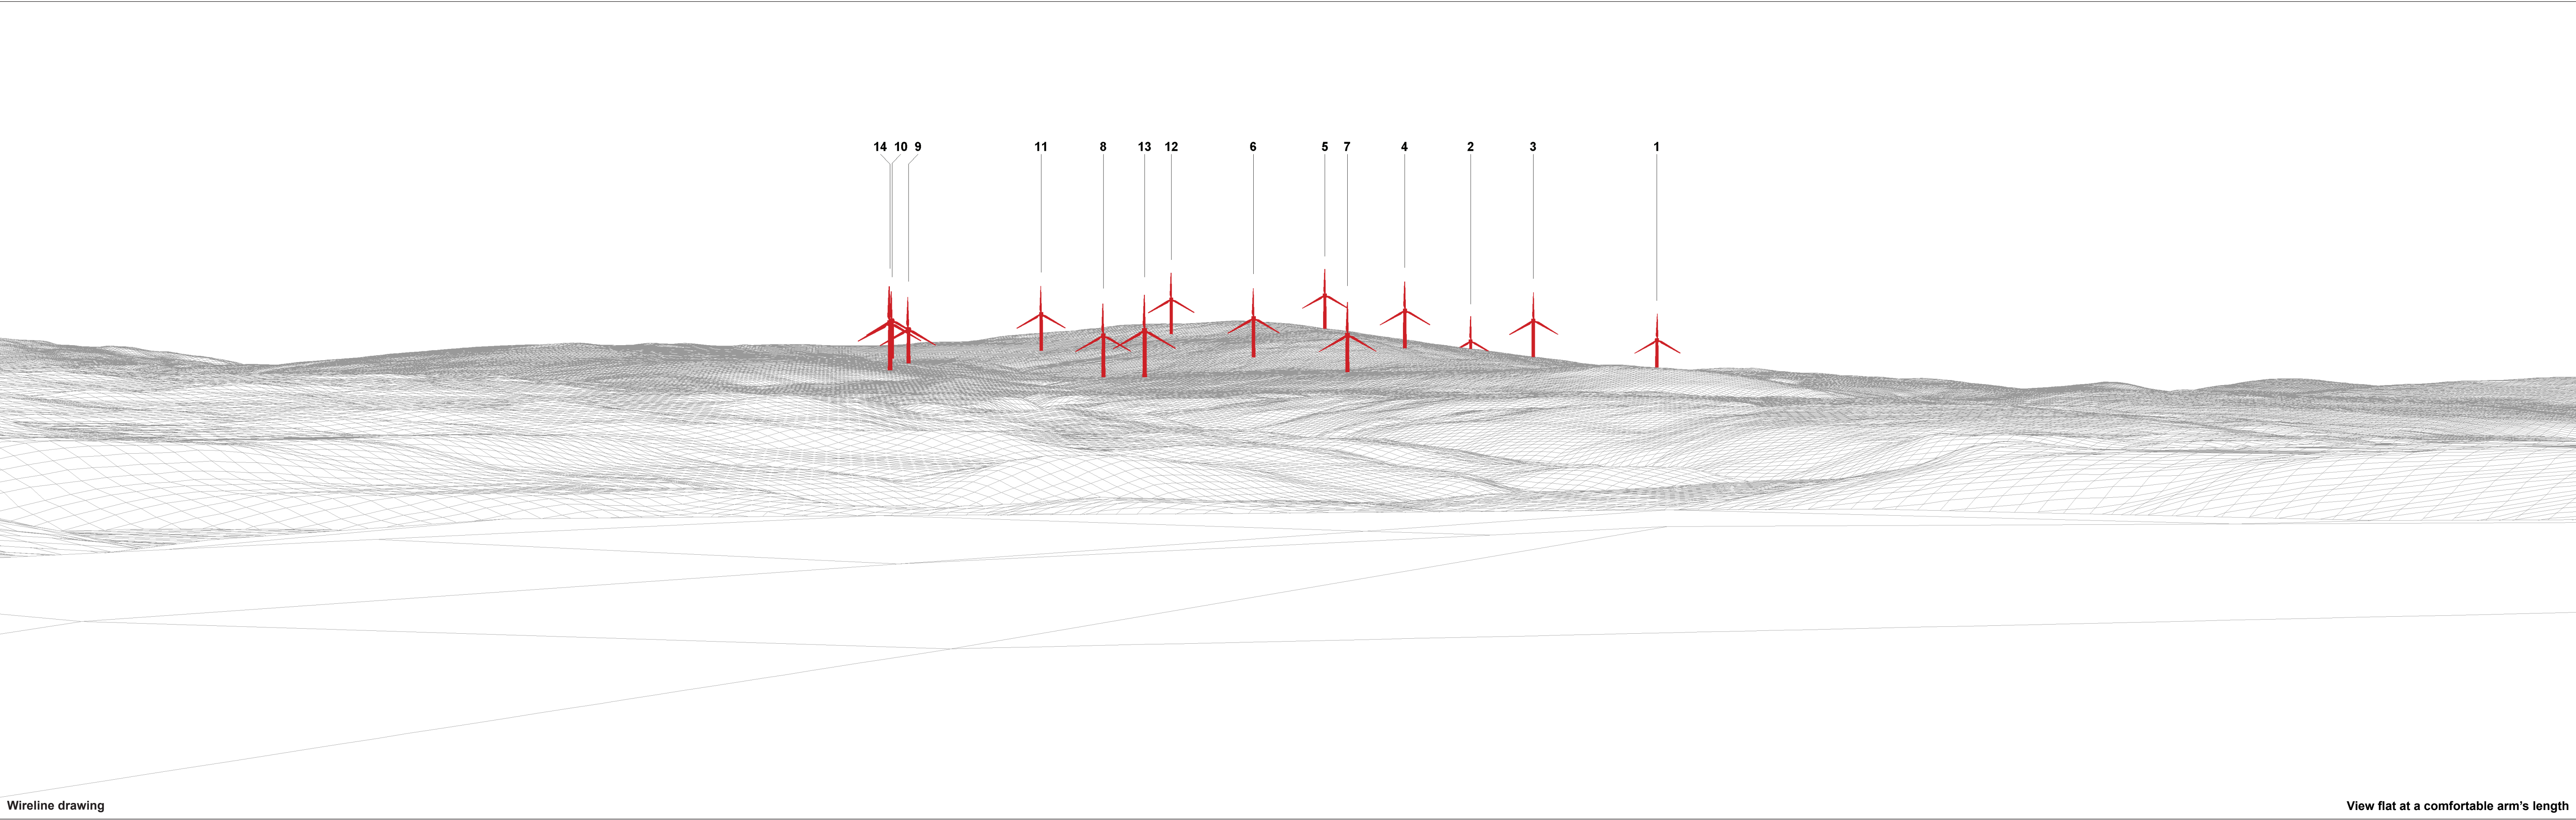 14 10 9 11 8 13 12 6 5 7 4 2 3 1
Wireline drawing
View flat at a comfortable arm's length